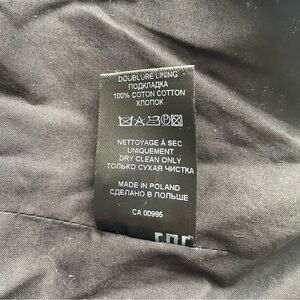 DOUBLURE LINING
ПОДКЛАДКА
100% COTON COTTON
ХЛОПОК
NETTOYAGE À SEC
UNIQUEMENT
DRY CLEAN ONLY
ТОЛЬКО СУХАЯ ЧИСТКА
MADE IN POLAND
СДЕЛАНО В ПОЛЬШЕ
CA 00985